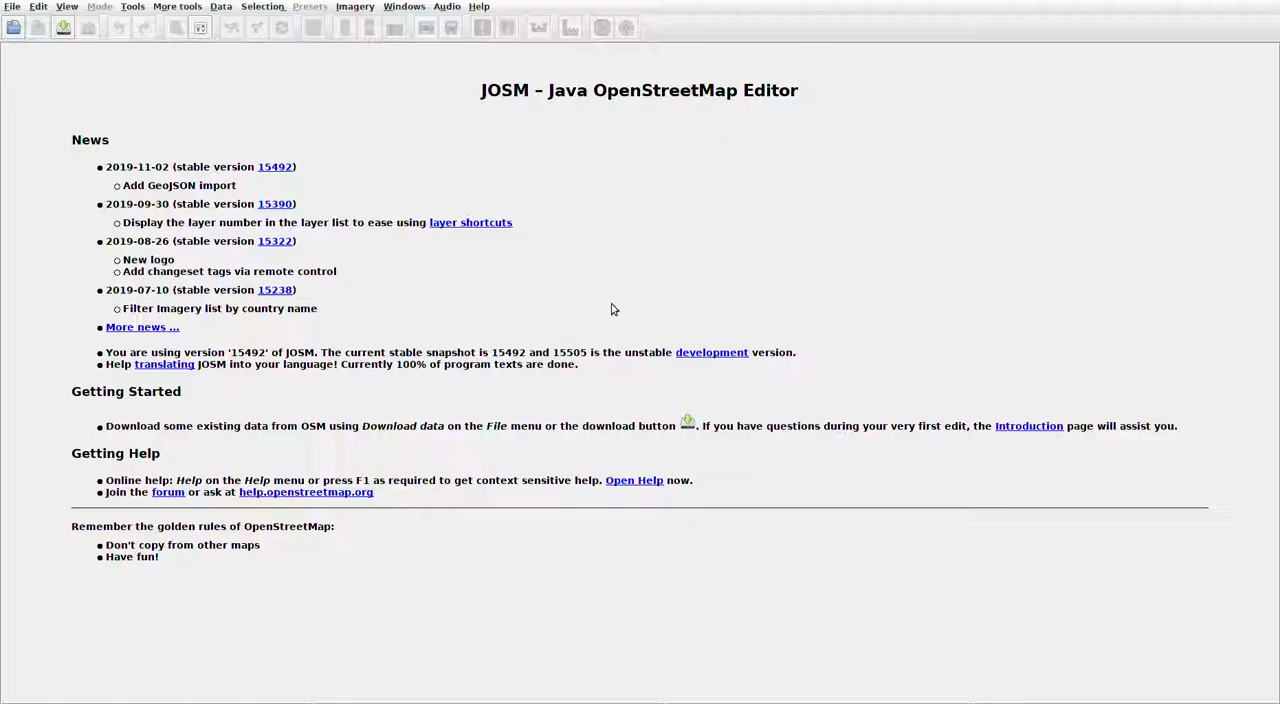 File Edit View Mode Tools More tools Data Selection Presets Imagery Windows Audio Help
JOSM – Java OpenStreetMap Editor
News
2019-11-02 (stable version 15492)
Add GeoJSON import
2019-09-30 (stable version 15390)
Display the layer number in the layer list to ease using layer shortcuts
2019-08-26 (stable version 15322)
New logo
Add changeset tags via remote control
2019-07-10 (stable version 15238)
Filter Imagery list by country name
More news ...
You are using version '15492' of JOSM. The current stable snapshot is 15492 and 15505 is the unstable development version.
Help translating JOSM into your language! Currently 100% of program texts are done.
Getting Started
Download some existing data from OSM using Download data on the File menu or the download button . If you have questions during your very first edit, the Introduction page will assist you.
Getting Help
Online help: Help on the Help menu or press F1 as required to get context sensitive help. Open Help now.
Join the forum or ask at help.openstreetmap.org
Remember the golden rules of OpenStreetMap:
Don't copy from other maps
Have fun!